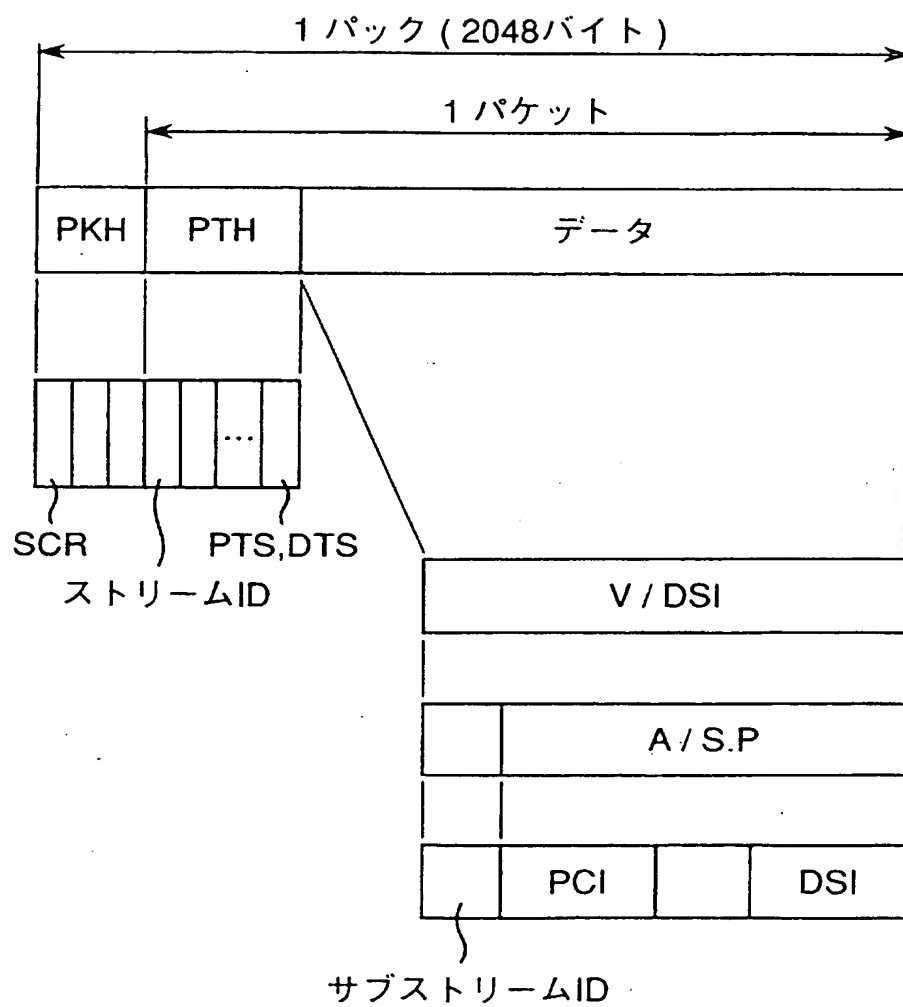 1 パック ( 2048バイト )
1 パケット
PKH PTH データ
...
SCR PTS,DTS
ストリームID
V / DSI
A / S.P
PCI DSI
サブストリームID